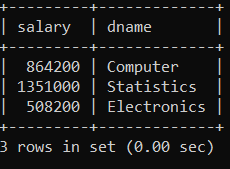 +---------+-------------+
| salary  | dname       |
+---------+-------------+
|  864200 | Computer    |
| 1351000 | Statistics  |
|  508200 | Electronics |
+---------+-------------+
3 rows in set (0.00 sec)